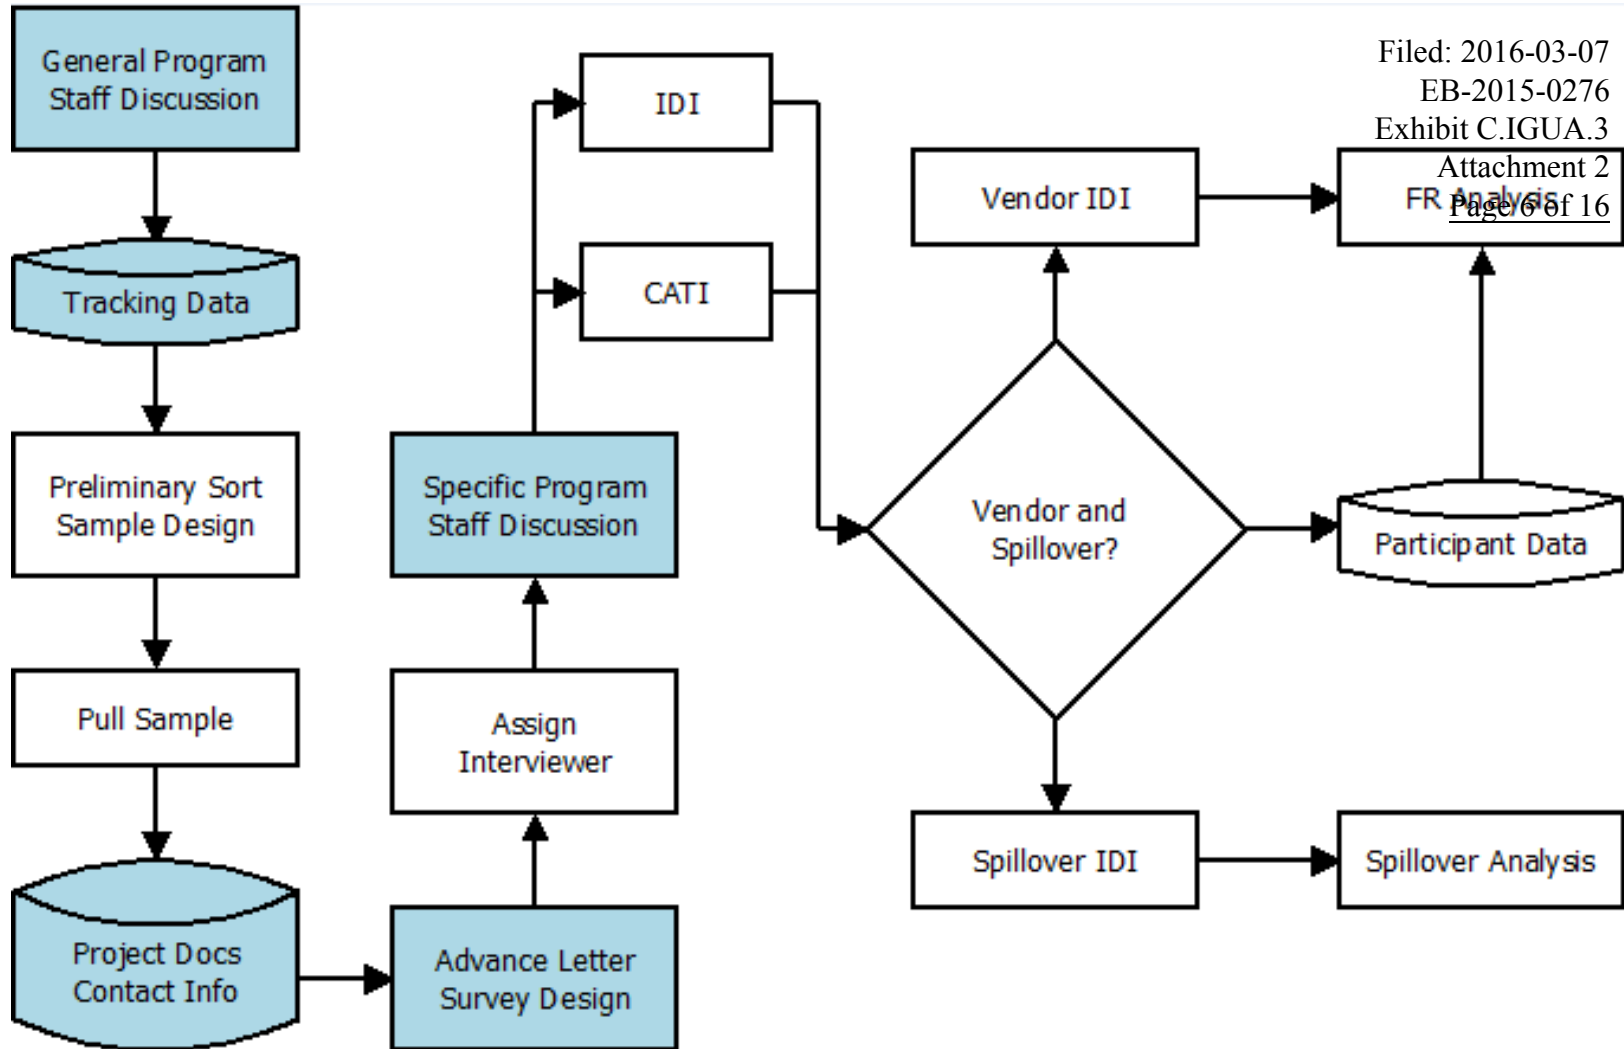 Filed: 2016-03-07
EB-2015-0276
Exhibit C.IGUA.3
Attachment 2
Page 6 of 16
General Program
Staff Discussion
Tracking Data
Preliminary Sort
Sample Design
Pull Sample
Project Docs
Contact Info
Advance Letter
Survey Design
Assign
Interviewer
Specific Program
Staff Discussion
IDI
CATI
Vendor and
Spillover?
Vendor IDI
FR Analysis
Participant Data
Spillover IDI
Spillover Analysis